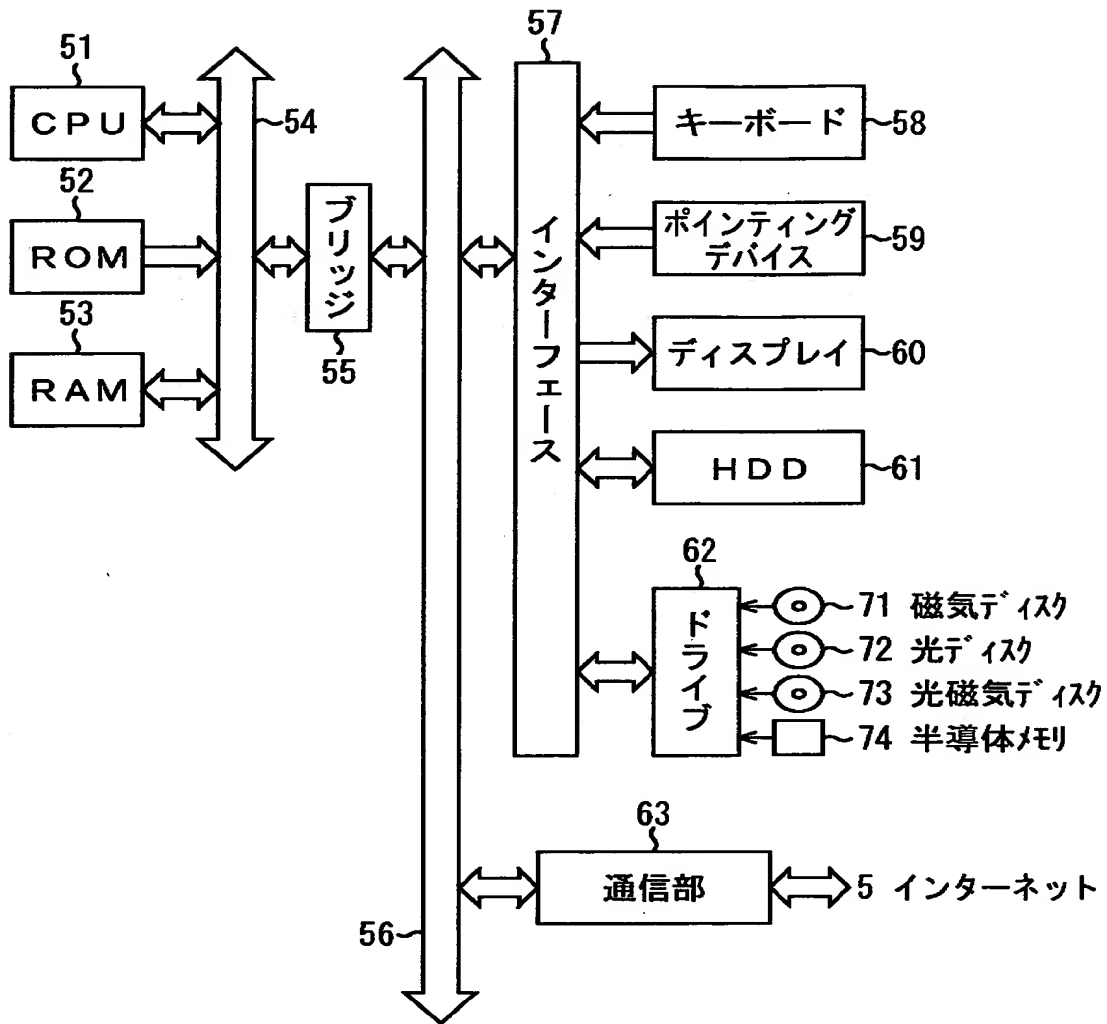 51
CPU
52
ROM
53
RAM
54
ブリッジ
55
56
57
インターフェース
キーボード
58
ポインティング
デバイス
59
ディスプレイ
60
HDD
61
62
ドライブ
71 磁気ディスク
72 光ディスク
73 光磁気ディスク
74 半導体メモリ
63
通信部
5 インターネット